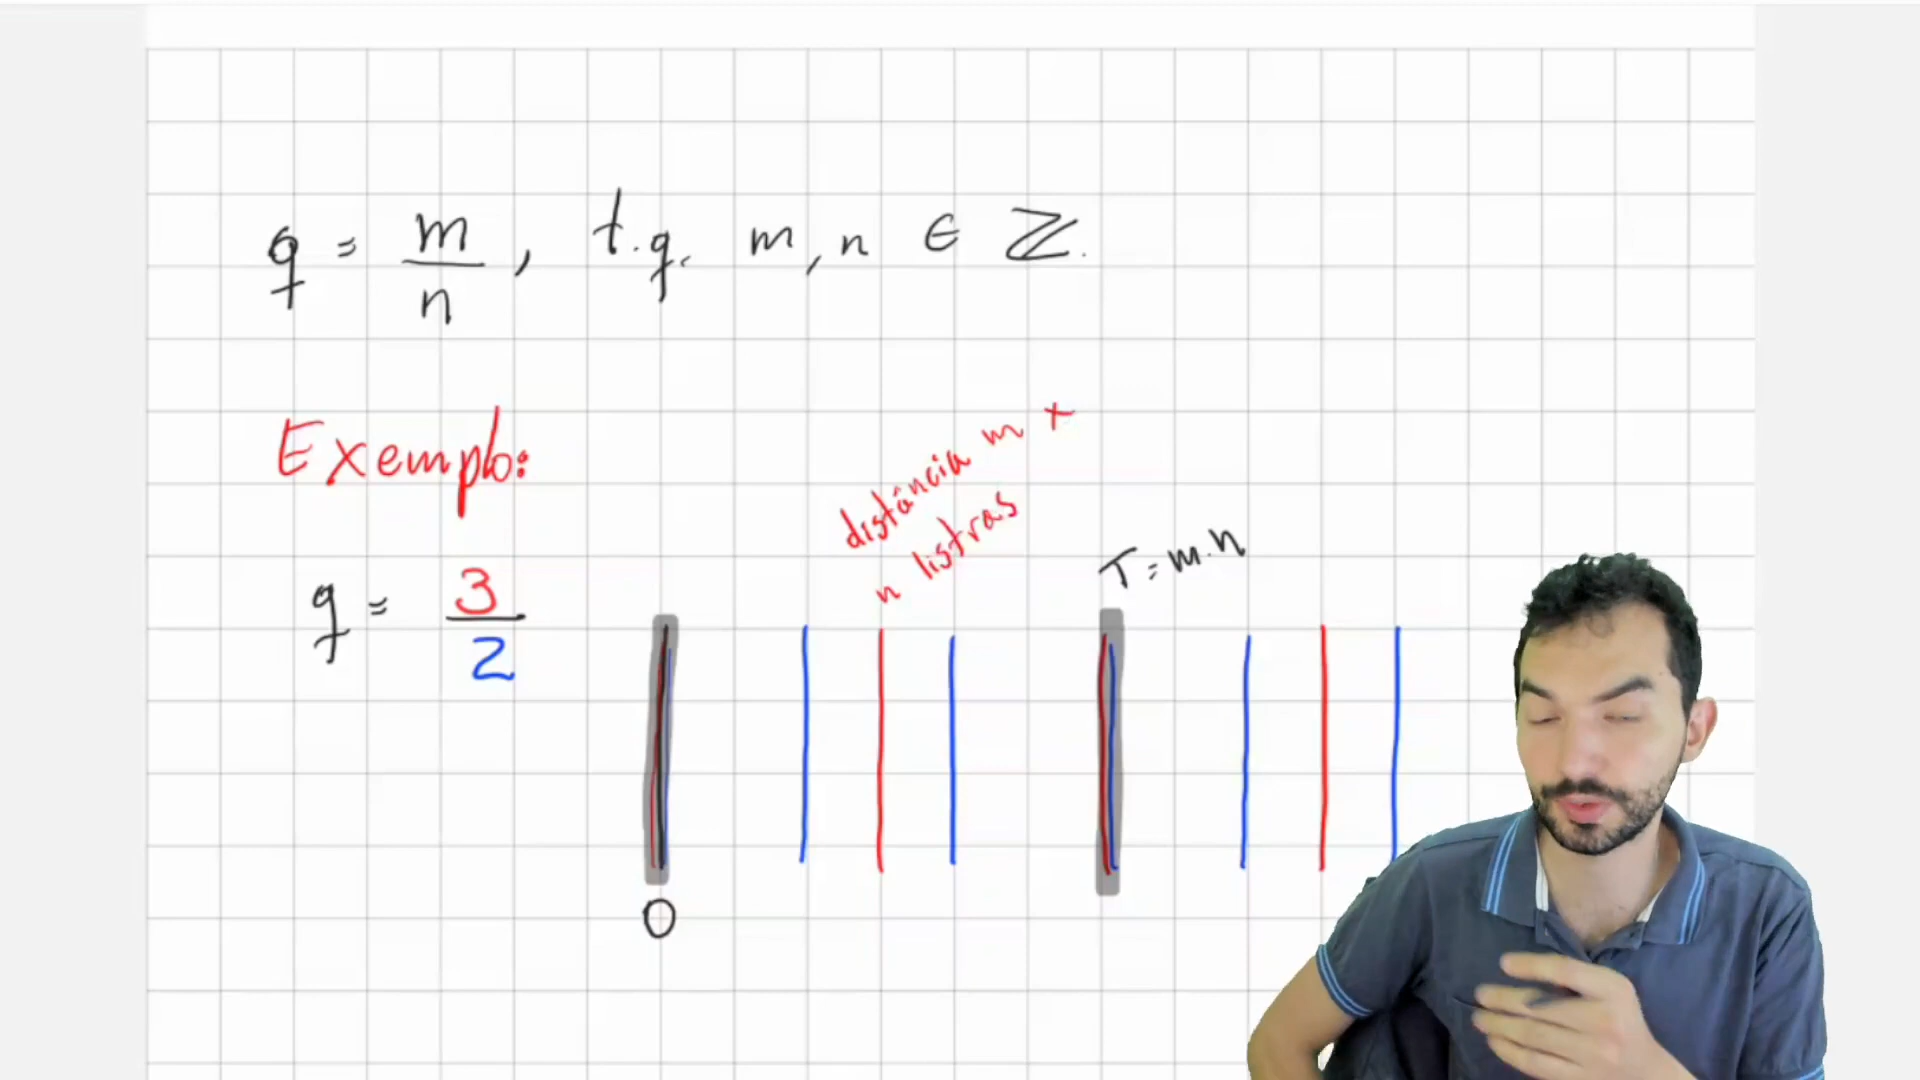 q = m/n, t.q. m, n ∈ ℤ.
Exemplo:
q = 3/2
distância m x
n listras
T = m.n
0